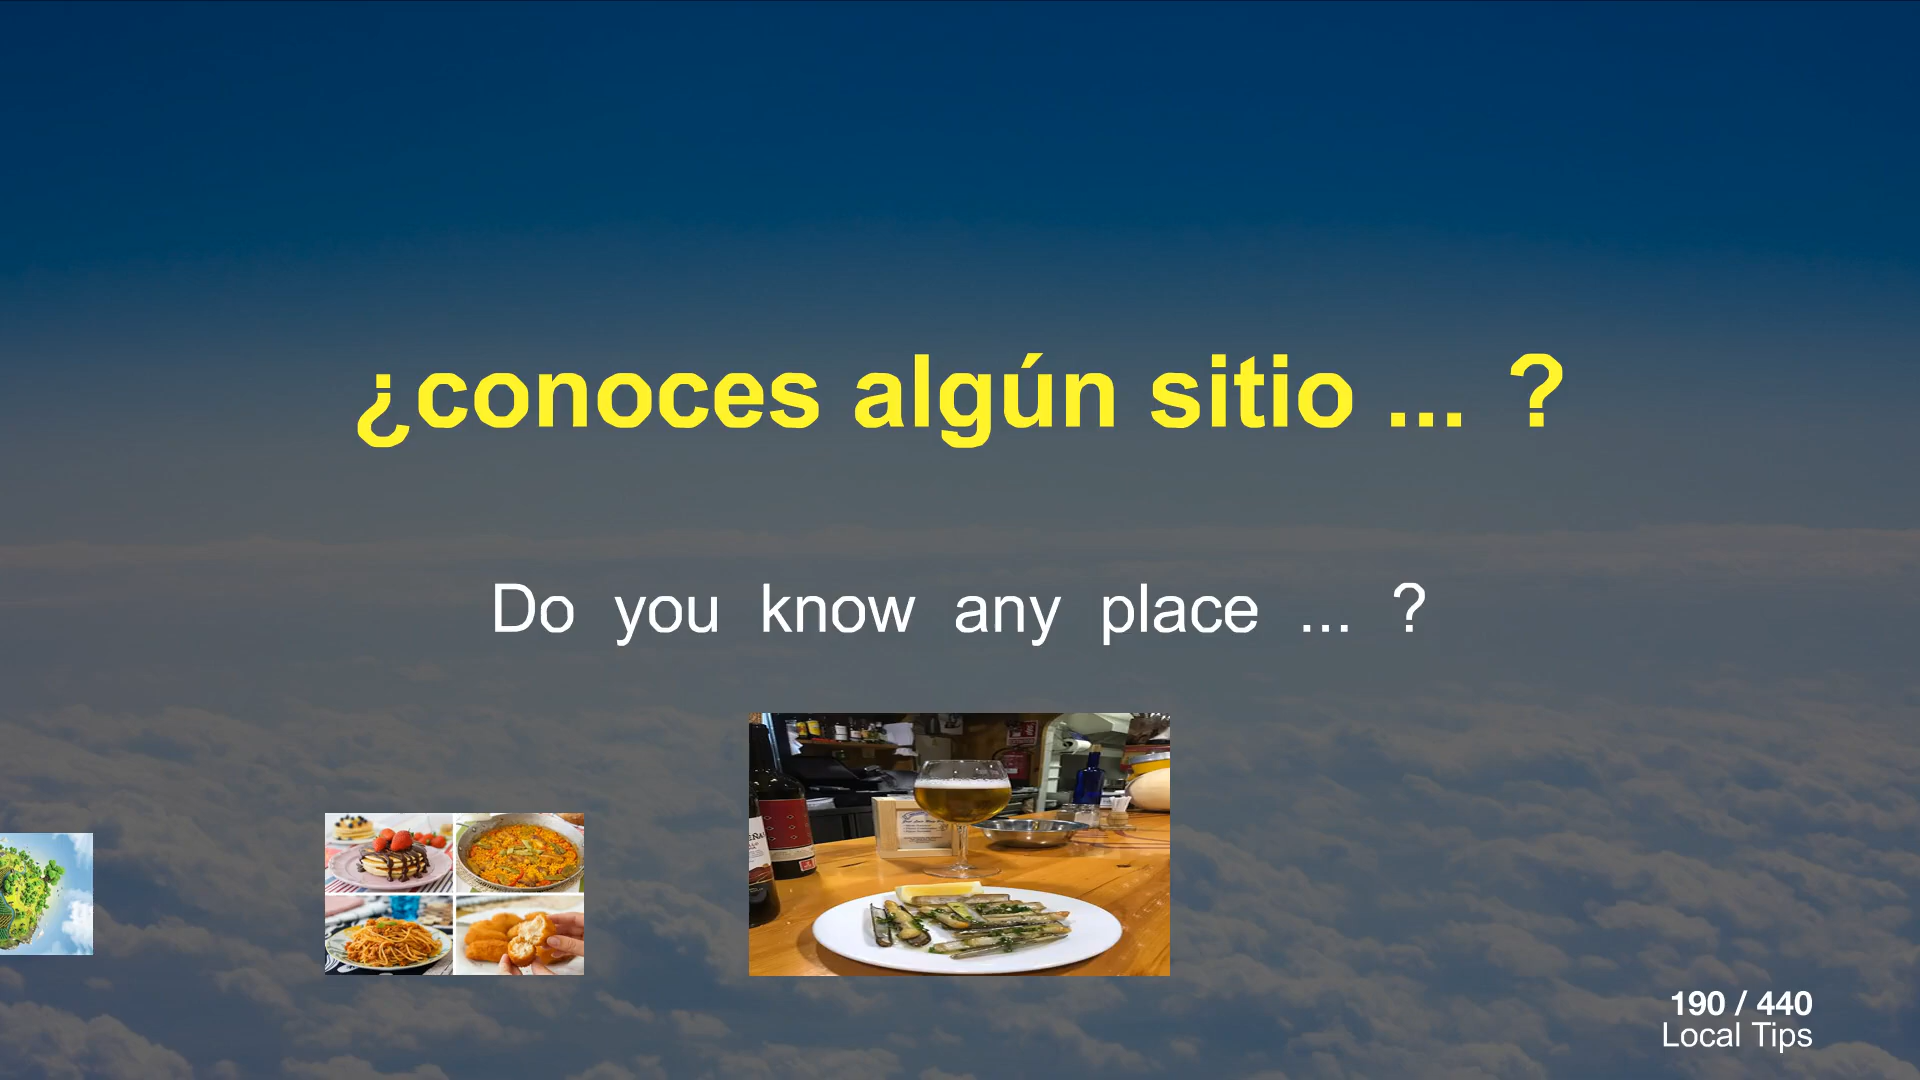 ¿conoces algún sitio ... ?
Do you know any place ... ?
190 / 440
Local Tips